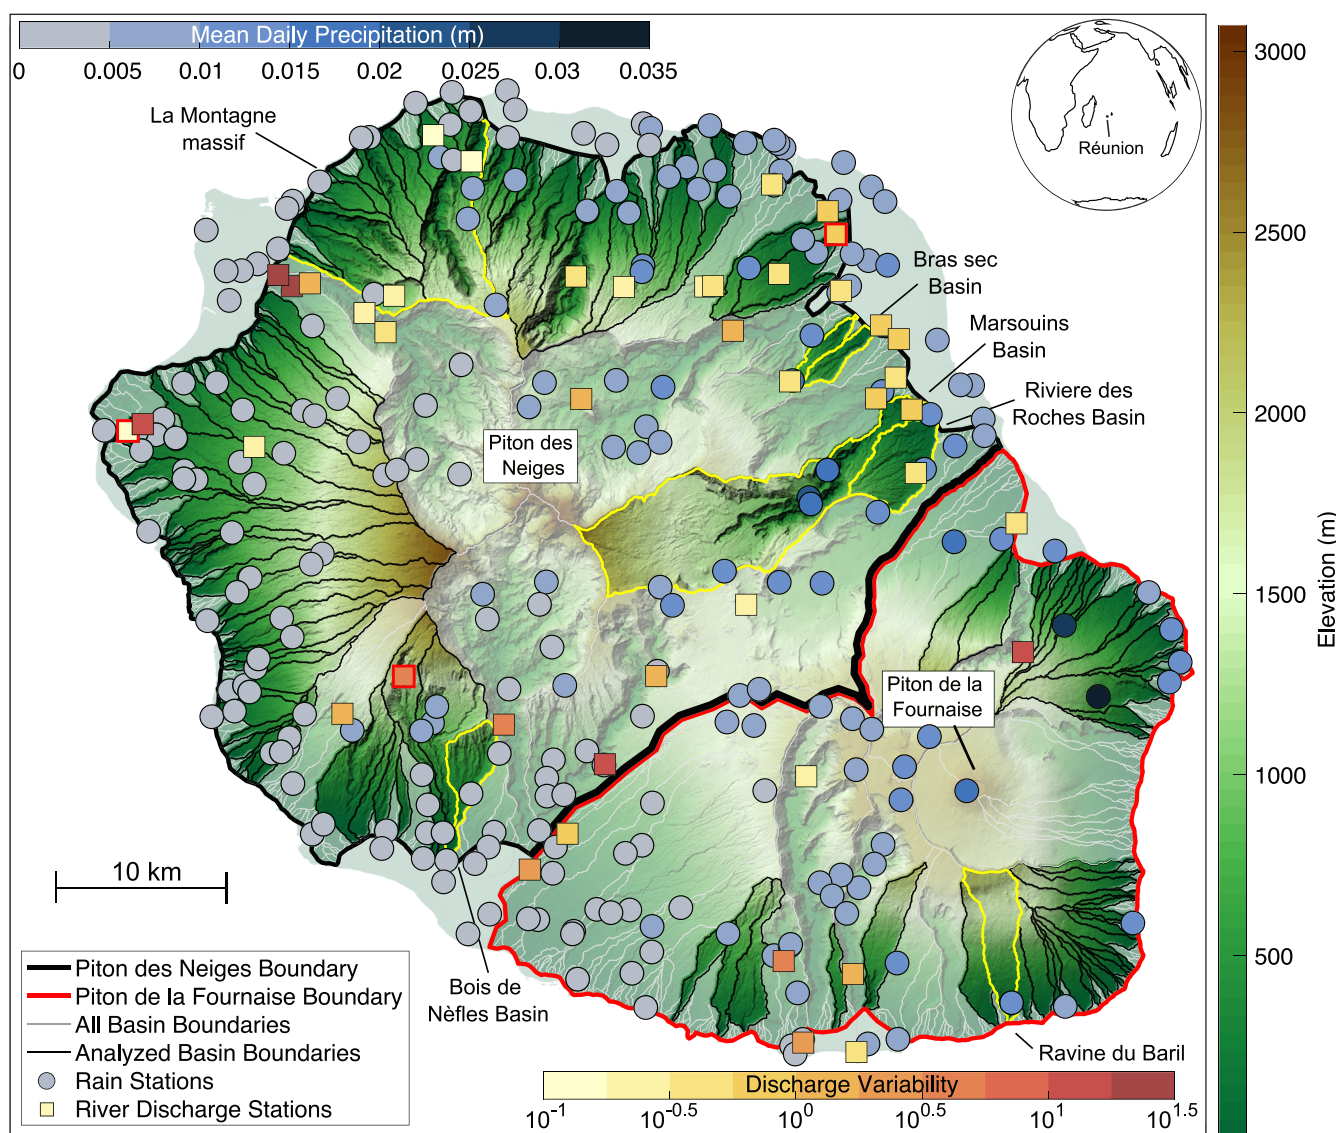 Mean Daily Precipitation (m)
0 0.005 0.01 0.015 0.02 0.025 0.03 0.035
La Montagne
massif
Réunion
3000
2500
2000
1500
1000
500
Elevation (m)
Bras sec
Basin
Marsouins
Basin
Riviere des
Roches Basin
Piton des
Neiges
Piton de la
Fournaise
10 km
Bois de
Nèfles Basin
Ravine du Baril
Piton des Neiges Boundary
Piton de la Fournaise Boundary
All Basin Boundaries
Analyzed Basin Boundaries
Rain Stations
River Discharge Stations
Discharge Variability
10^-1 10^-0.5 10^0 10^0.5 10^1 10^1.5